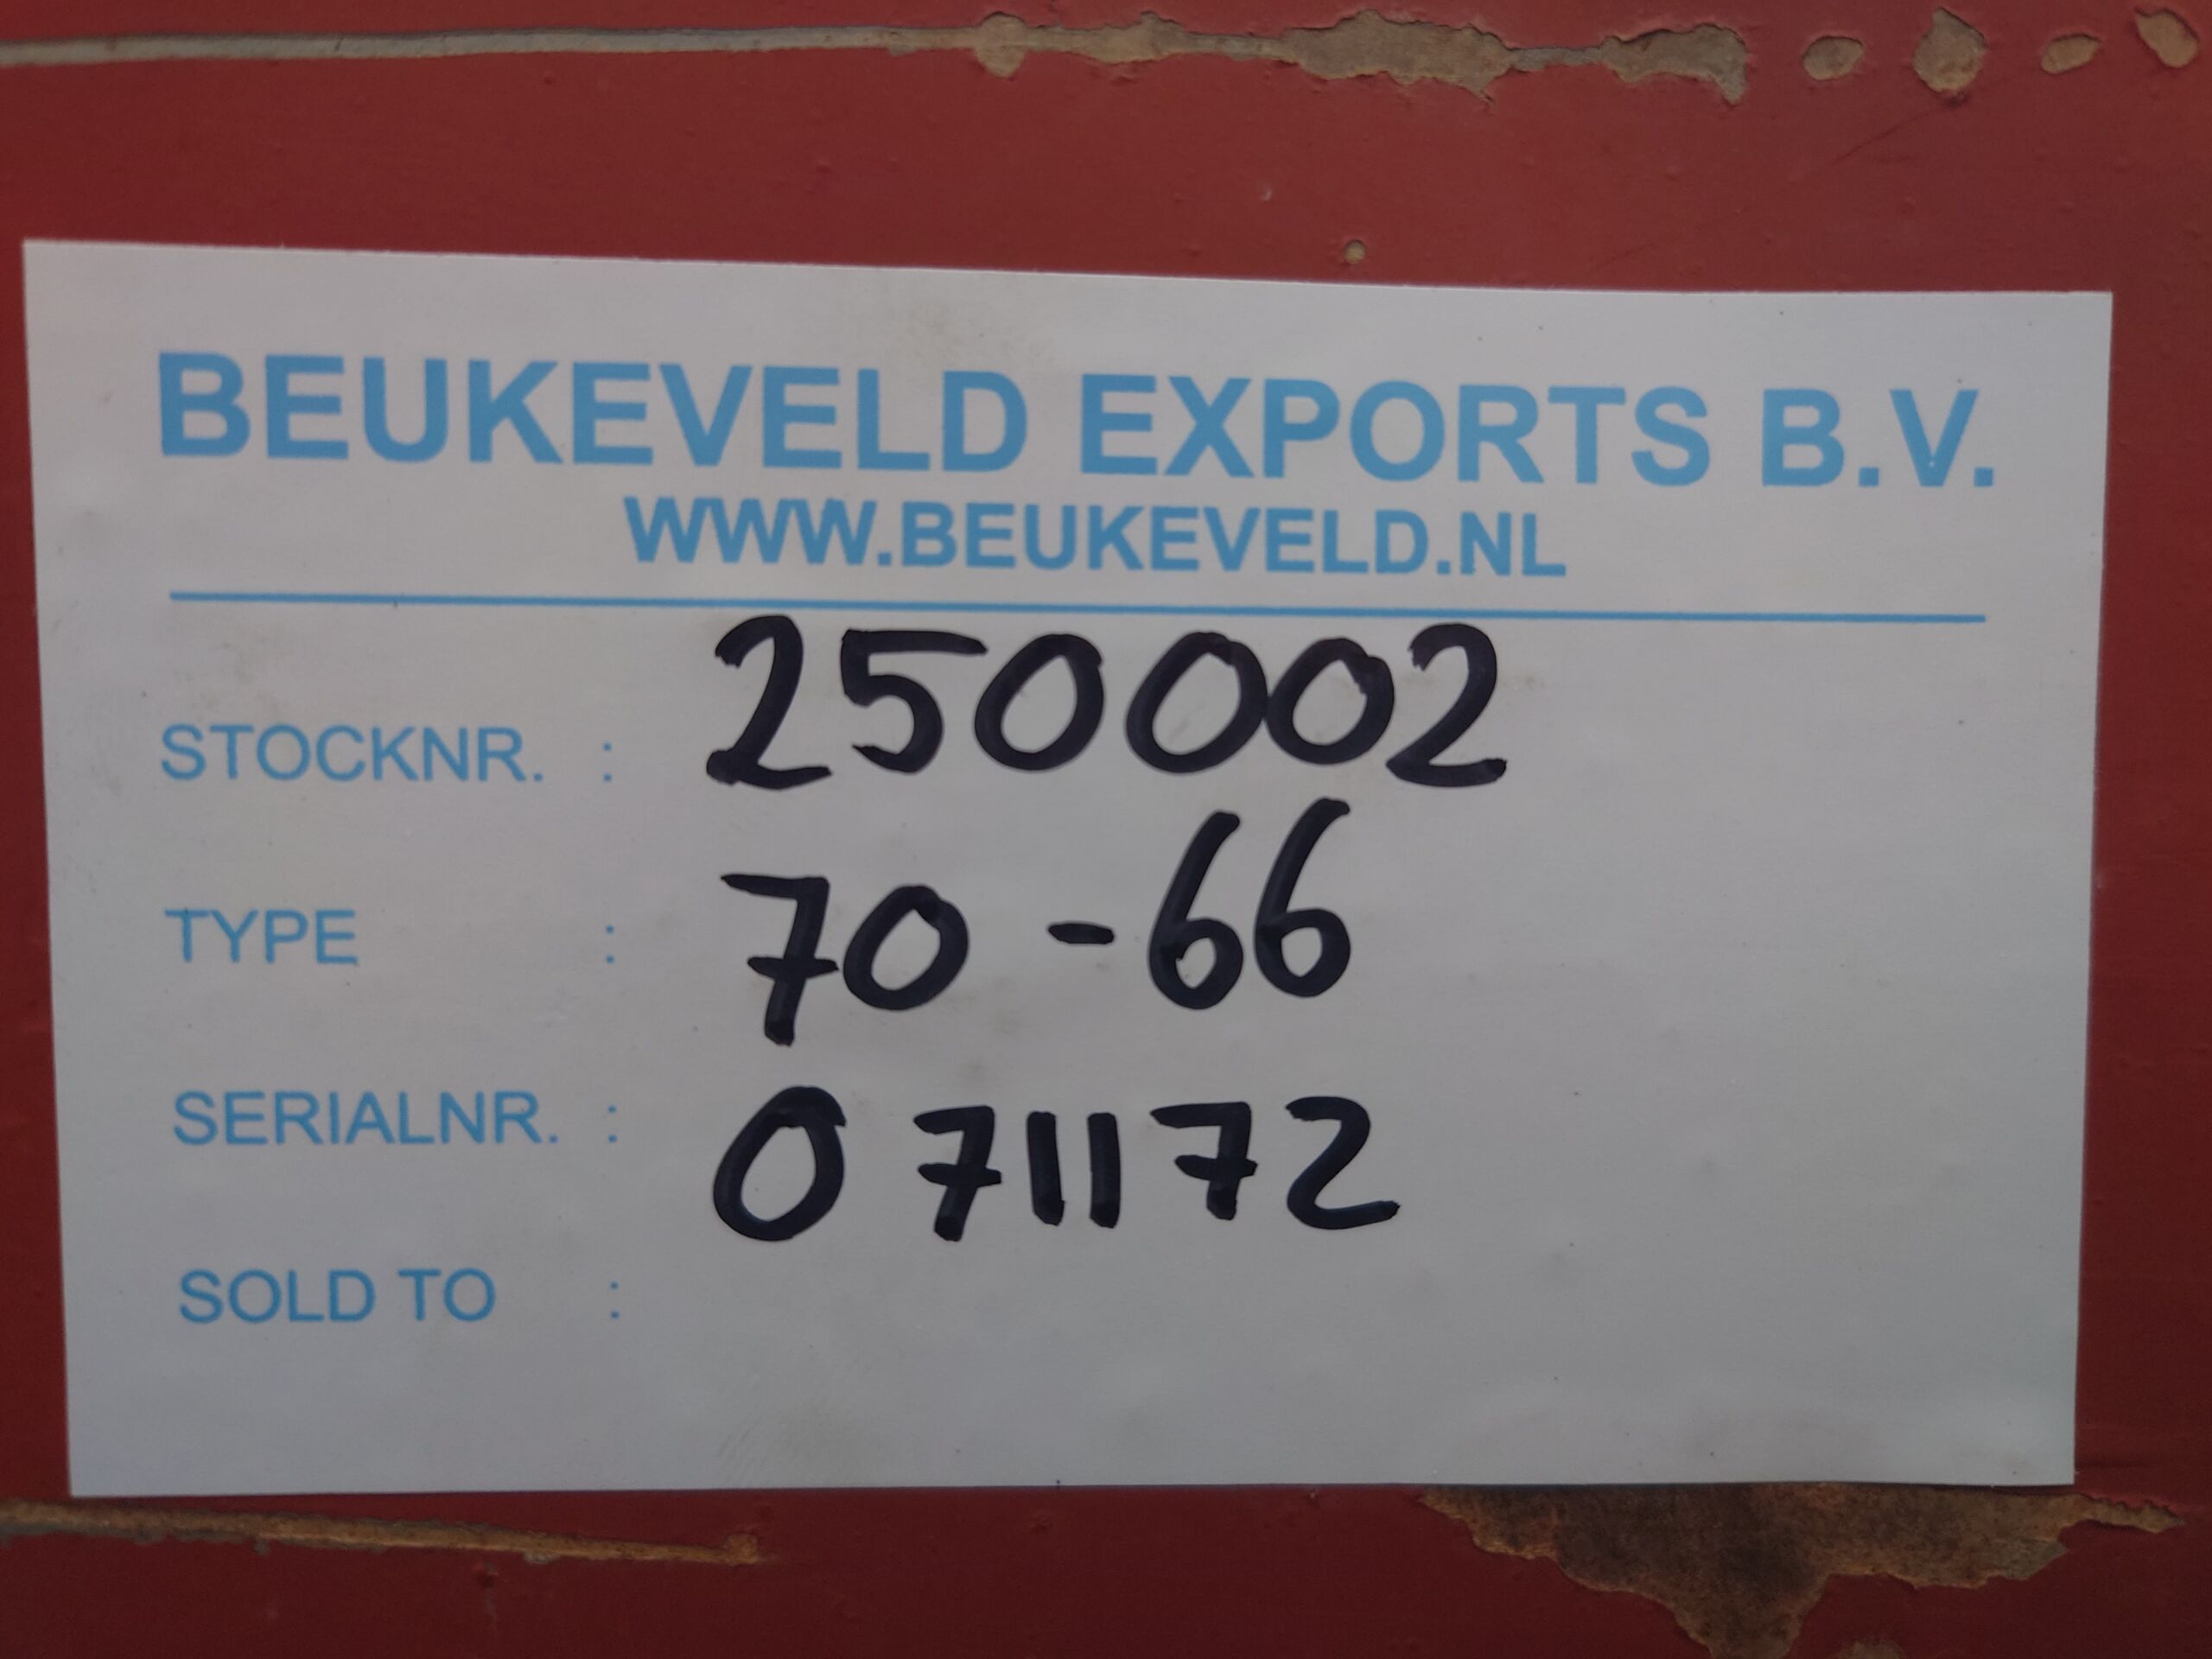 BEUKEVELD EXPORTS B.V.
WWW.BEUKEVELD.NL
STOCKNR. : 250002
TYPE : 70-66
SERIALNR. : 071172
SOLD TO :